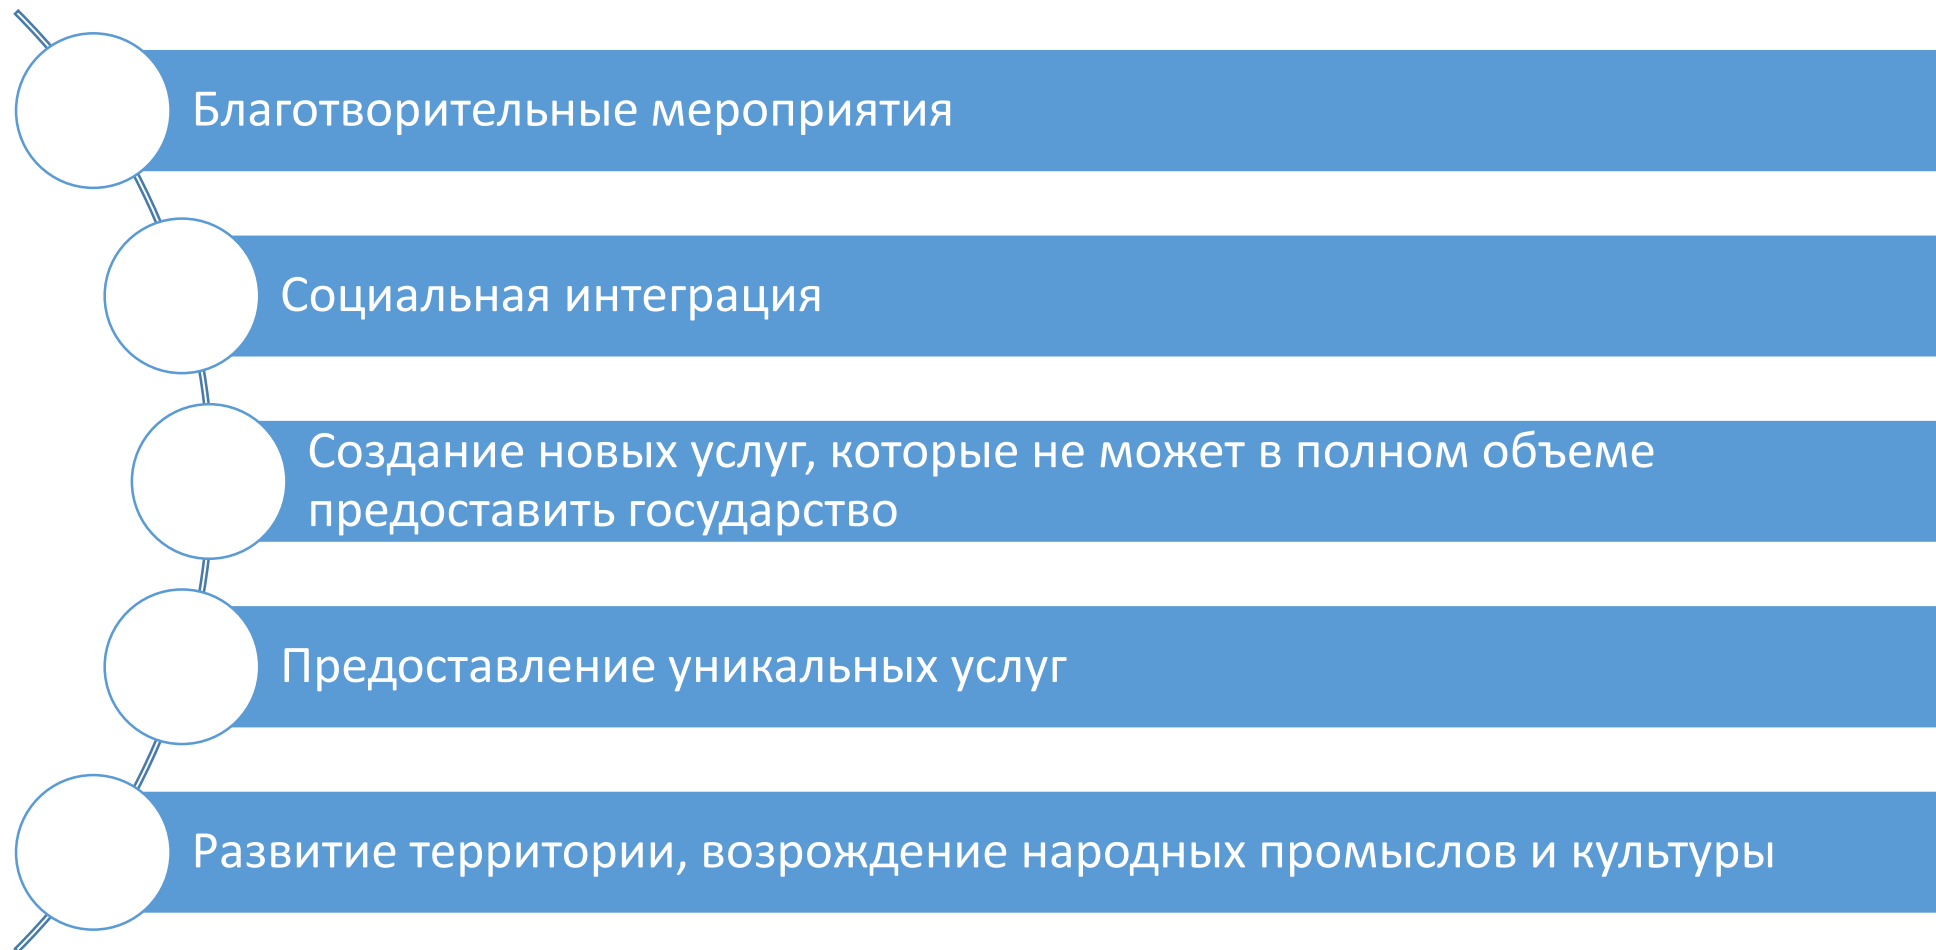 Благотворительные мероприятия
Социальная интеграция
Создание новых услуг, которые не может в полном объеме
предоставить государство
Предоставление уникальных услуг
Развитие территории, возрождение народных промыслов и культуры